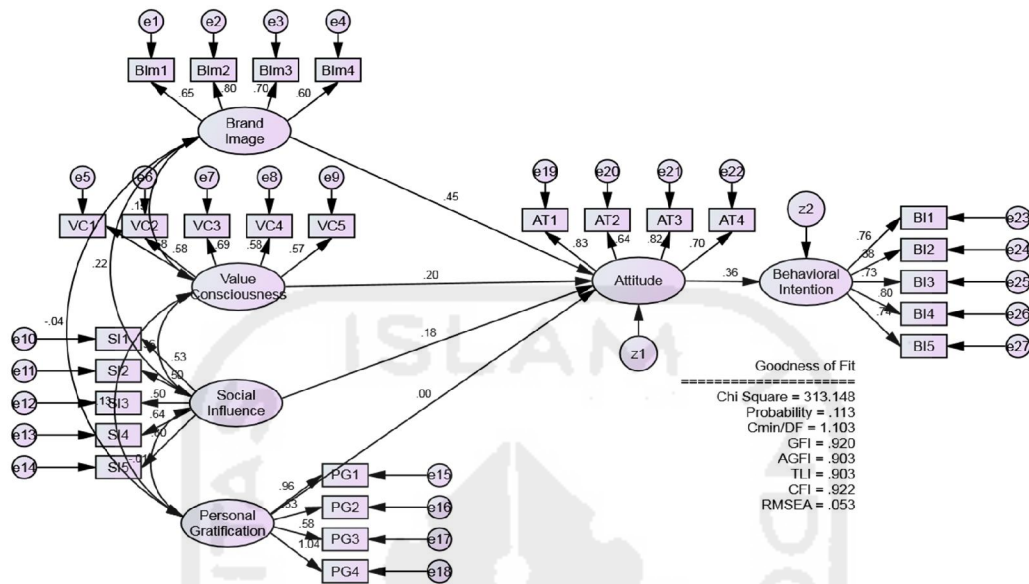 e1 e2 e3 e4
BIm1 BIm2 BIm3 BIm4
.65 .80 .70 .60
Brand
Image
e5 e6 e7 e8 e9
VC1 VC2 VC3 VC4 VC5
.58 .69 .58 .57
Value
Consciousness
.22
-.04
e10 SI1
e11 SI2
e12 SI3
e13 SI4
e14 SI5
.53
.50
.50
.64
Social
Influence
.13
-.01
Personal
Gratification
.96
.58
1.04
PG1 e15
PG2 e16
PG3 e17
PG4 e18
.45
.20
.18
.00
e19 e20 e21 e22
AT1 AT2 AT3 AT4
.83 .64 .82 .70
Attitude
z1
.36
z2
Behavioral
Intention
.76
.38
.73
.80
.74
BI1 e23
BI2 e24
BI3 e25
BI4 e26
BI5 e27
Goodness of Fit
Chi Square = 313.148
Probability = .113
Cmin/DF = 1.103
GFI = .920
AGFI = .903
TLI = .903
CFI = .922
RMSEA = .053
ISLAM